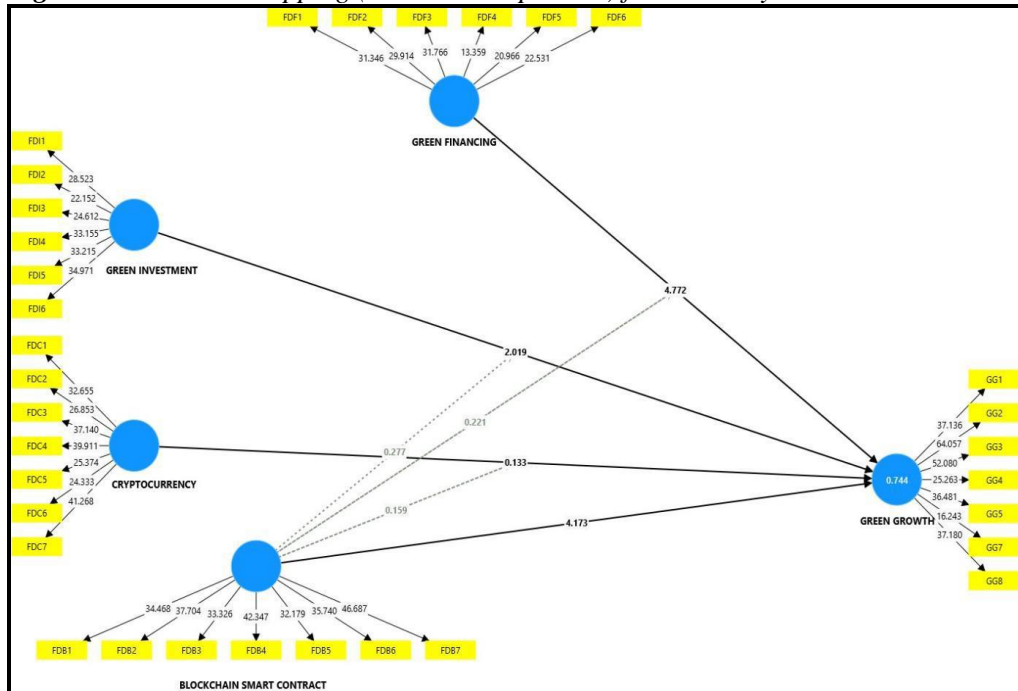 FDF1 FDF2 FDF3 FDF4 FDF5 FDF6
31.346 29.914 31.766 13.359 20.966 22.531
GREEN FINANCING
FDI1
FDI2
FDI3
FDI4
FDI5
FDI6
28.523
22.152
24.612
33.155
33.215
34.971
GREEN INVESTMENT
4.772
2.019
0.221
0.277
0.133
0.159
4.173
FDC1
FDC2
FDC3
FDC4
FDC5
FDC6
FDC7
32.655
26.853
37.140
39.911
25.374
24.333
41.268
CRYPTOCURRENCY
GG1
GG2
GG3
GG4
GG5
GG7
GG8
37.136
64.057
52.080
25.263
36.481
16.243
37.180
0.744
GREEN GROWTH
34.468 37.704 33.326 42.347 32.179 35.740 46.687
FDB1 FDB2 FDB3 FDB4 FDB5 FDB6 FDB7
BLOCKCHAIN SMART CONTRACT